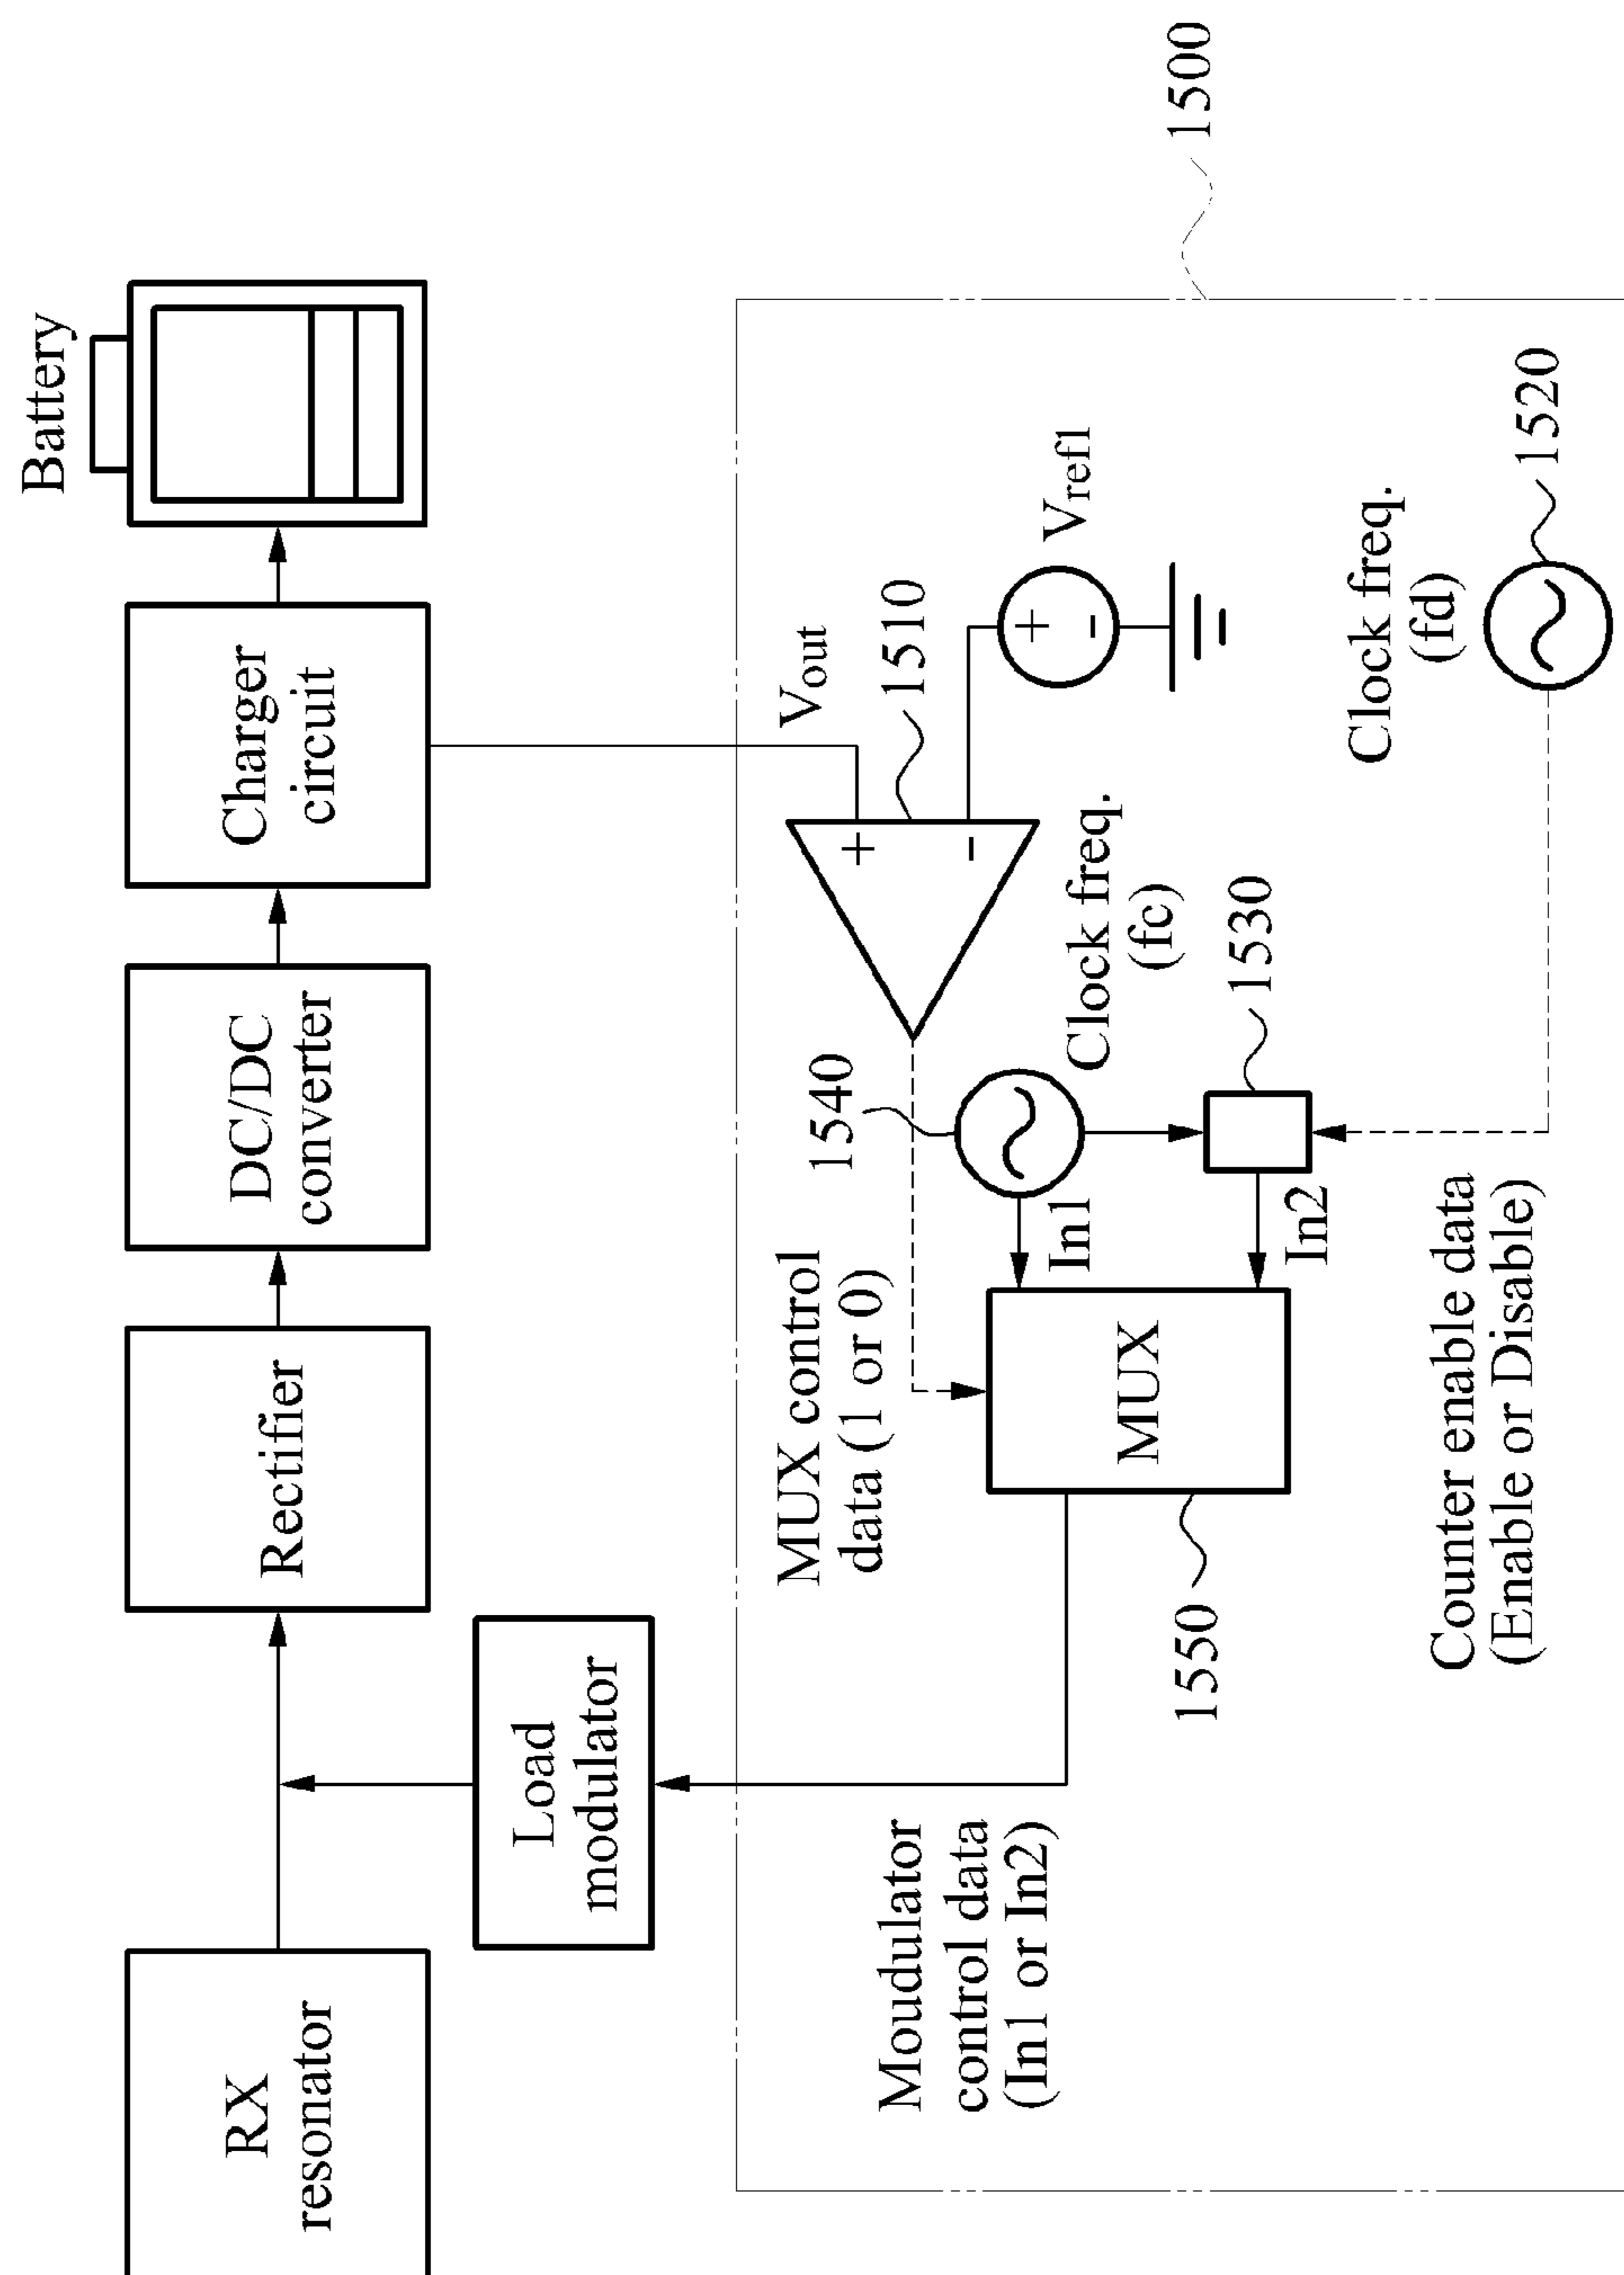 RX
resonator
Rectifier
DC/DC
converter
Charger
circuit
Battery
Load
modulator
Moudulator
control data
(In1 or In2)
MUX control
data (1 or 0)
1540
Vout
1510
Vref1
1500
In1
Clock freq.
(fc)
MUX
1550
In2
1530
Clock freq.
(fd)
1520
Counter enable data
(Enable or Disable)
+
-
+
-